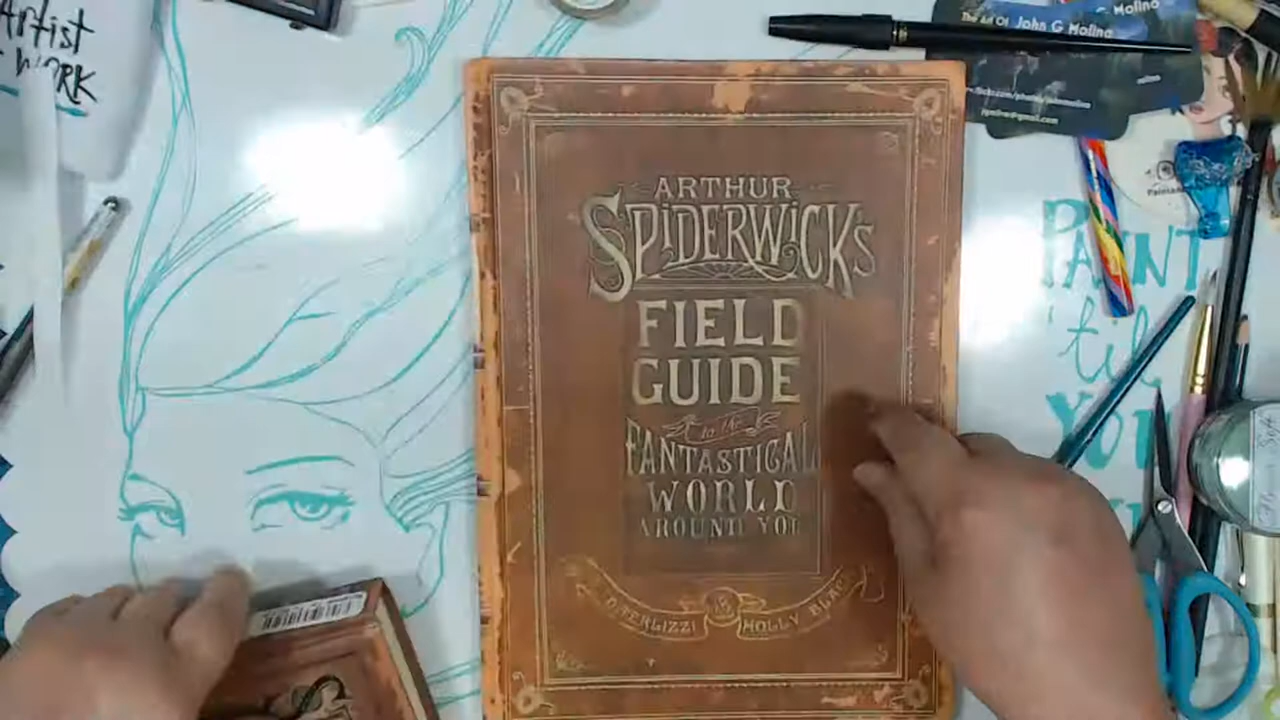 Artist
WORK
The Art Of John G Molina
ARTHUR
SPIDERWICK'S
FIELD
GUIDE
to the
FANTASTICAL
WORLD
AROUND YOU
DITERLIZZI & HOLLY BLACK
PAINT
'til
YOU